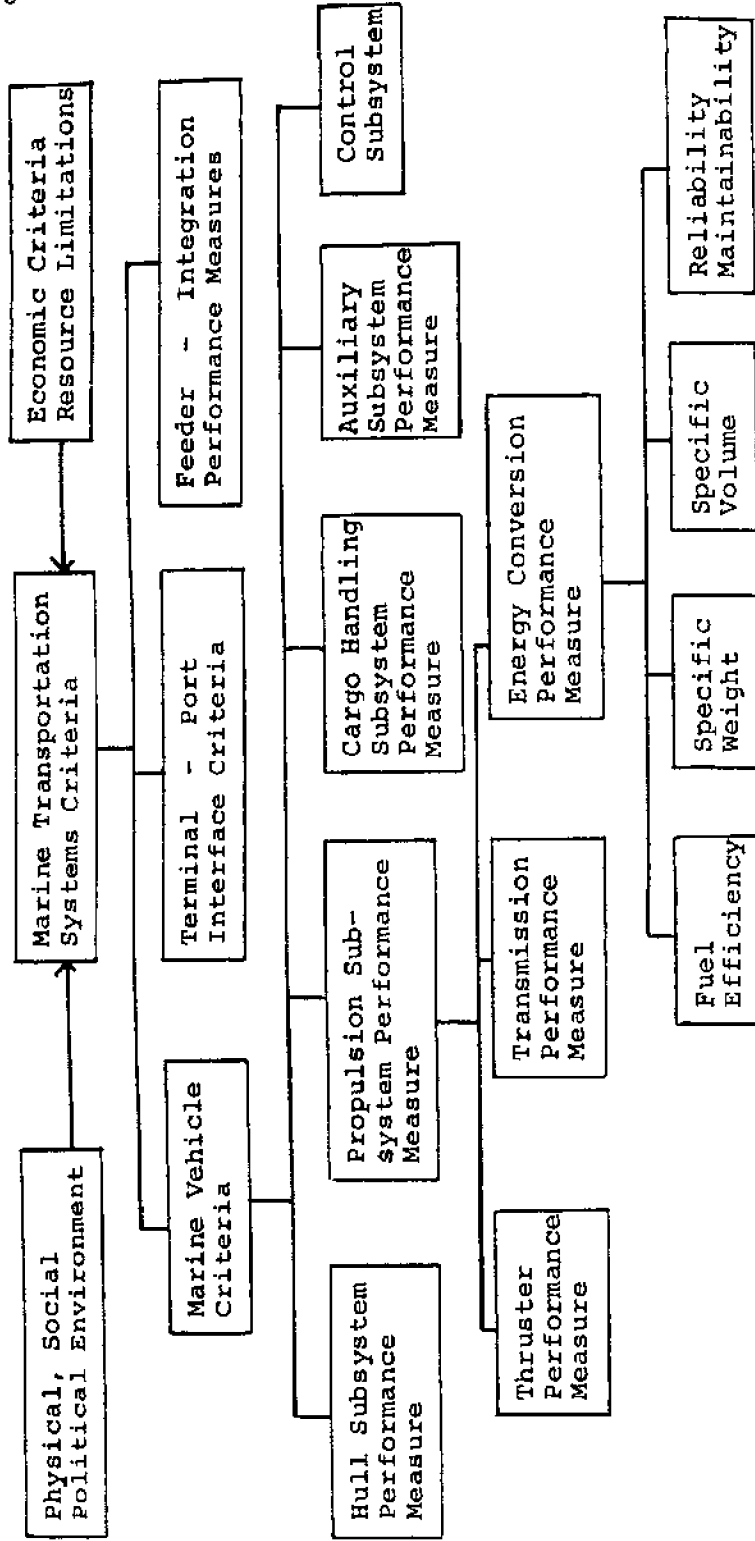 Physical, Social
Political Environment
Marine Transportation
Systems Criteria
Economic Criteria
Resource Limitations
Marine Vehicle
Criteria
Terminal - Port
Interface Criteria
Feeder - Integration
Performance Measures
Hull Subsystem
Performance
Measure
Propulsion Sub-
system Performance
Measure
Cargo Handling
Subsystem
Performance
Measure
Auxiliary
Subsystem
Performance
Measure
Control
Subsystem
Thruster
Performance
Measure
Transmission
Performance
Measure
Energy Conversion
Performance
Measure
Fuel
Efficiency
Specific
Weight
Specific
Volume
Reliability
Maintainability